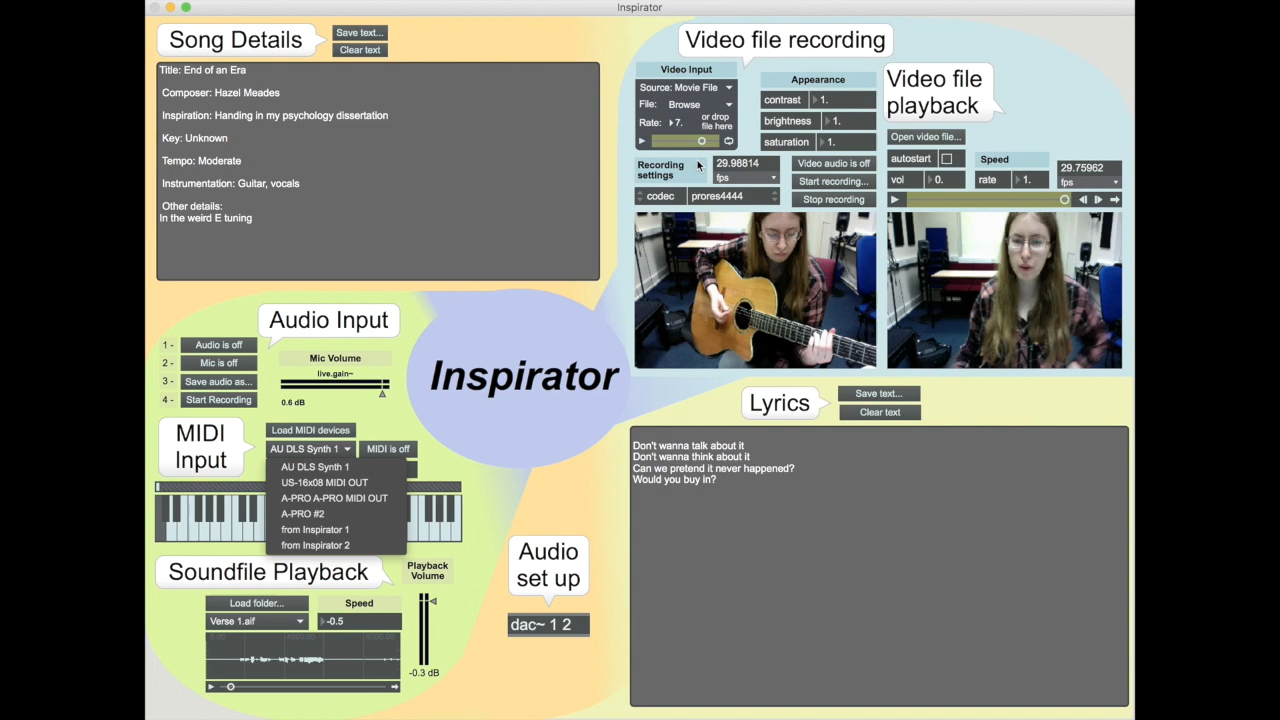 Inspirator
Song Details
Save text...
Clear text
Title: End of an Era
Composer: Hazel Meades
Inspiration: Handing in my psychology dissertation
Key: Unknown
Tempo: Moderate
Instrumentation: Guitar, vocals
Other details:
In the weird E tuning
Video file recording
Video Input
Source: Movie File
File: Browse
Rate: 7. or drop
file here
Appearance
contrast 1.
brightness 1.
saturation 1.
Recording
settings
29.98814
fps
codec prores4444
Video audio is off
Start recording...
Stop recording
Video file
playback
Open video file...
autostart
vol 0.
Speed
rate 1.
29.75962
fps
Audio Input
1 - Audio is off
2 - Mic is off
3 - Save audio as...
4 - Start Recording
Mic Volume
live.gain~
0.6 dB
Inspirator
MIDI
Input
Load MIDI devices
AU DLS Synth 1
MIDI is off
AU DLS Synth 1
US-16x08 MIDI OUT
A-PRO A-PRO MIDI OUT
A-PRO #2
from Inspirator 1
from Inspirator 2
Soundfile Playback
Load folder...
Verse 1.aif
Speed
-0.5
Playback
Volume
-0.3 dB
Audio
set up
dac~ 1 2
Lyrics
Save text...
Clear text
Don't wanna talk about it
Don't wanna think about it
Can we pretend it never happened?
Would you buy in?